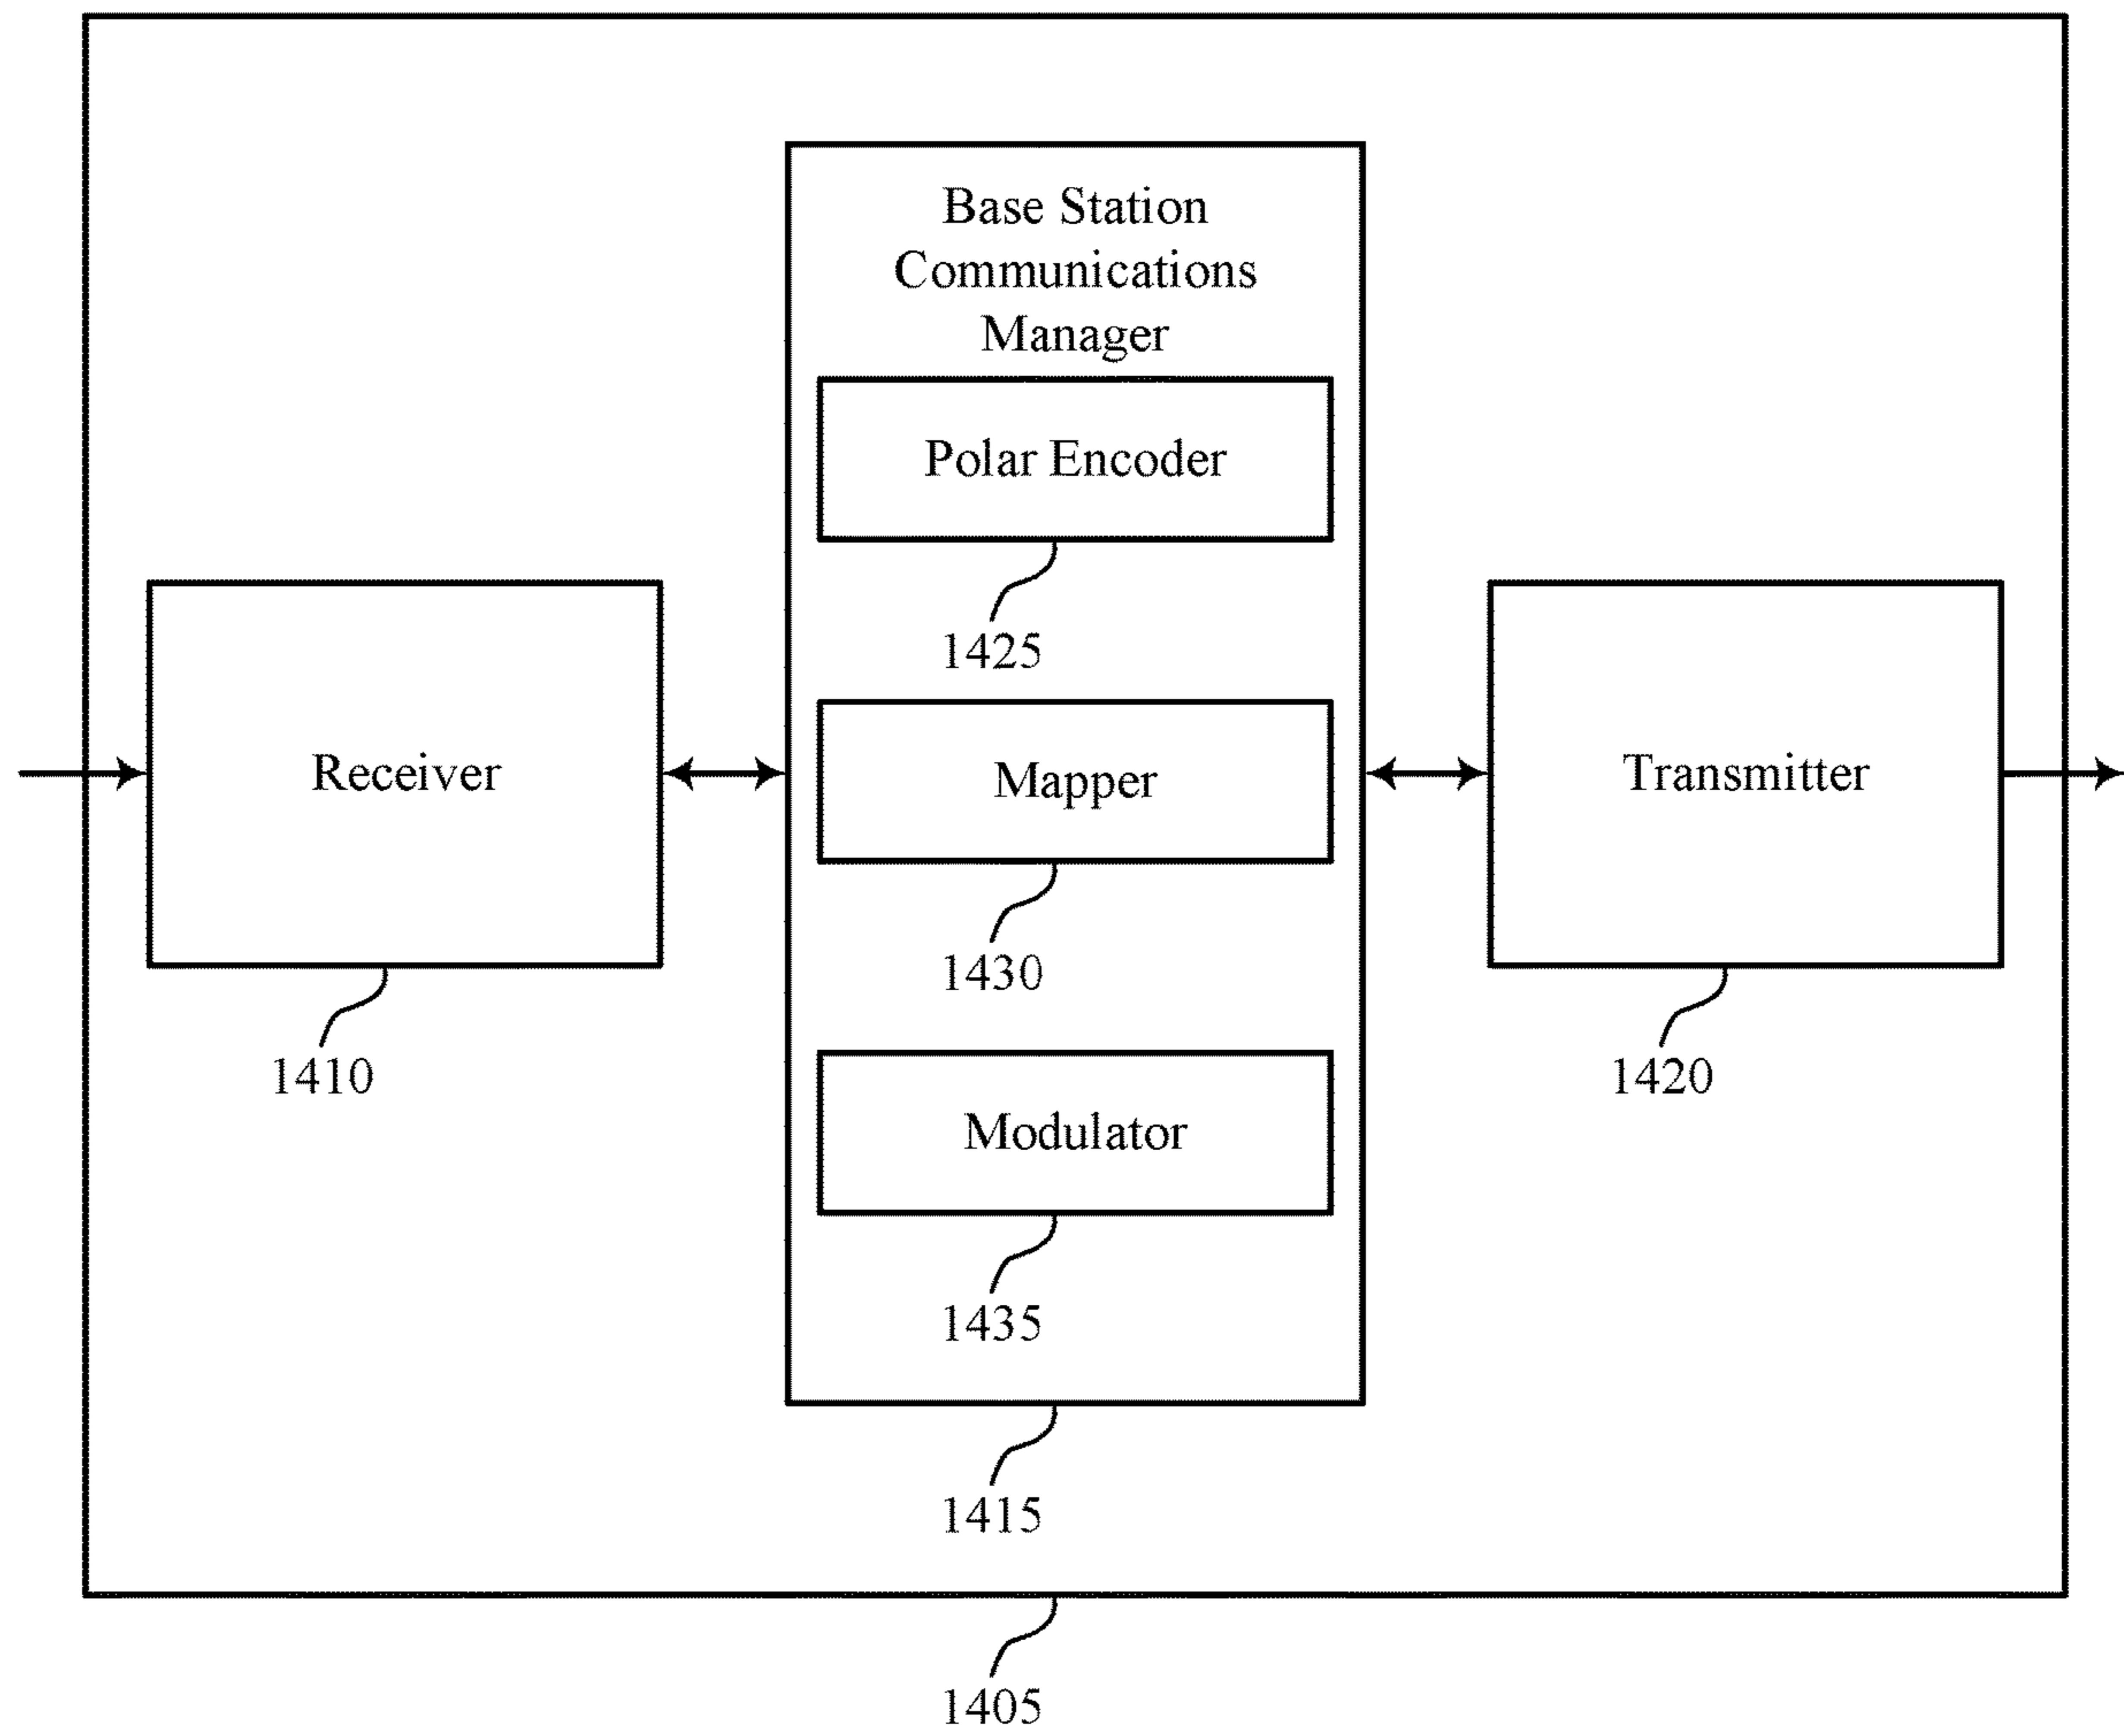 Base Station
Communications
Manager
Polar Encoder
1425
Receiver
1410
Mapper
1430
Transmitter
1420
Modulator
1435
1415
1405